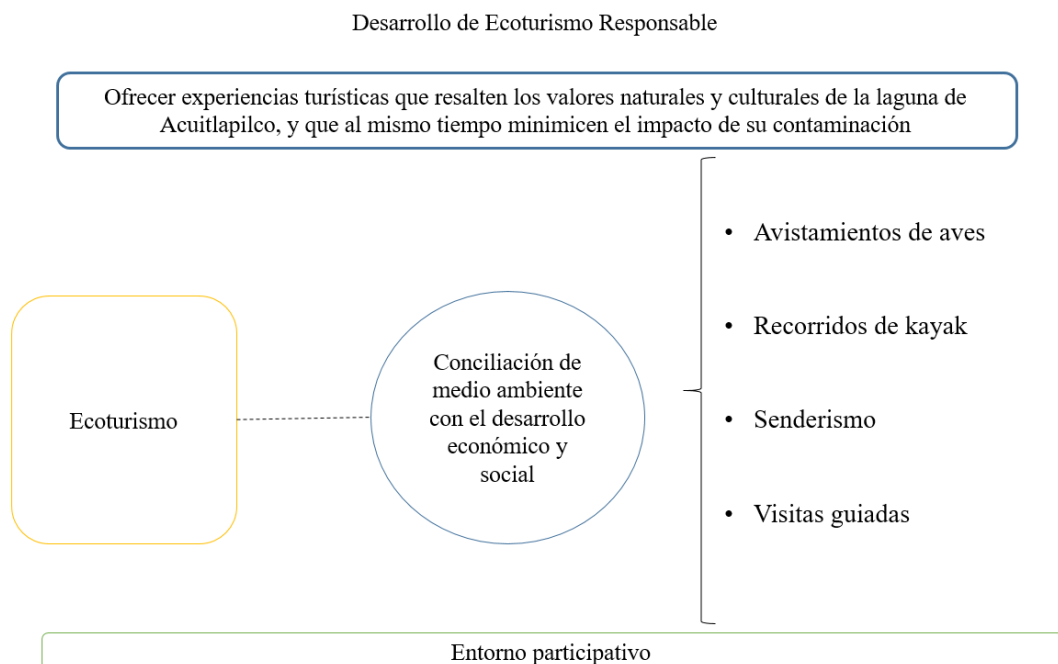 Desarrollo de Ecoturismo Responsable
Ofrecer experiencias turísticas que resalten los valores naturales y culturales de la laguna de
Acuitlapilco, y que al mismo tiempo minimicen el impacto de su contaminación
Ecoturismo
Conciliación de
medio ambiente
con el desarrollo
económico y
social
• Avistamientos de aves
• Recorridos de kayak
• Senderismo
• Visitas guiadas
Entorno participativo